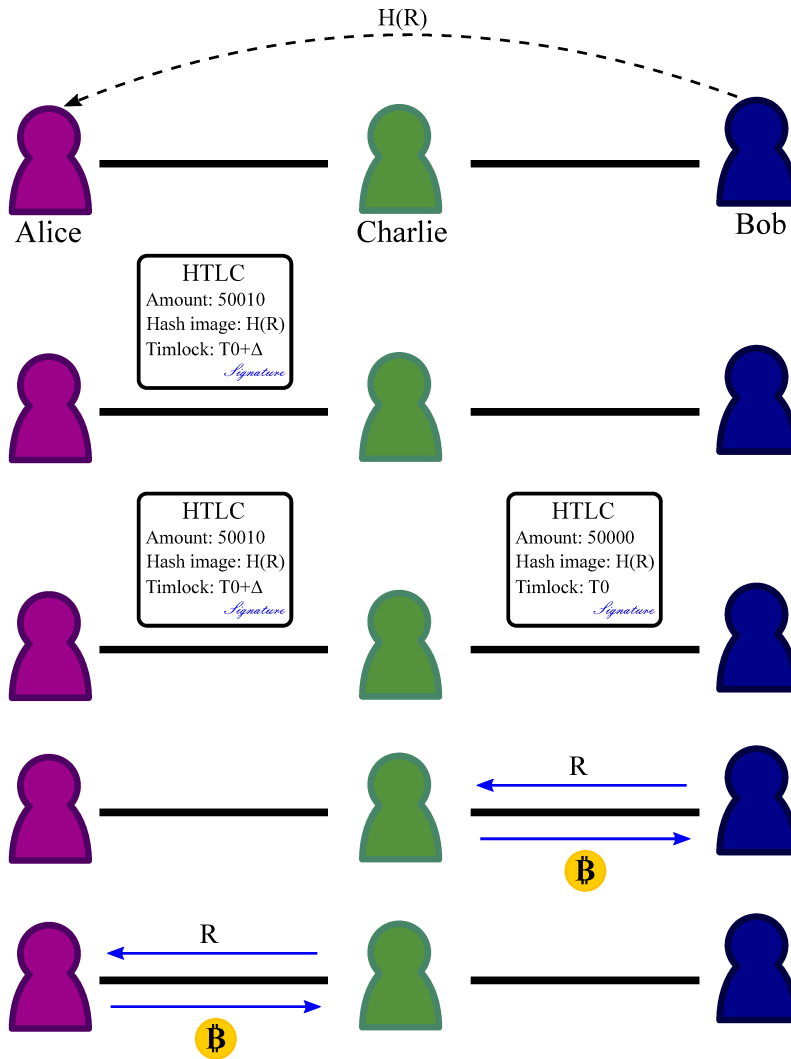 H(R)
Alice
Charlie
Bob
HTLC
Amount: 50010
Hash image: H(R)
Timlock: T0+Δ
Signature
HTLC
Amount: 50010
Hash image: H(R)
Timlock: T0+Δ
Signature
HTLC
Amount: 50000
Hash image: H(R)
Timlock: T0
Signature
R
₿
R
₿